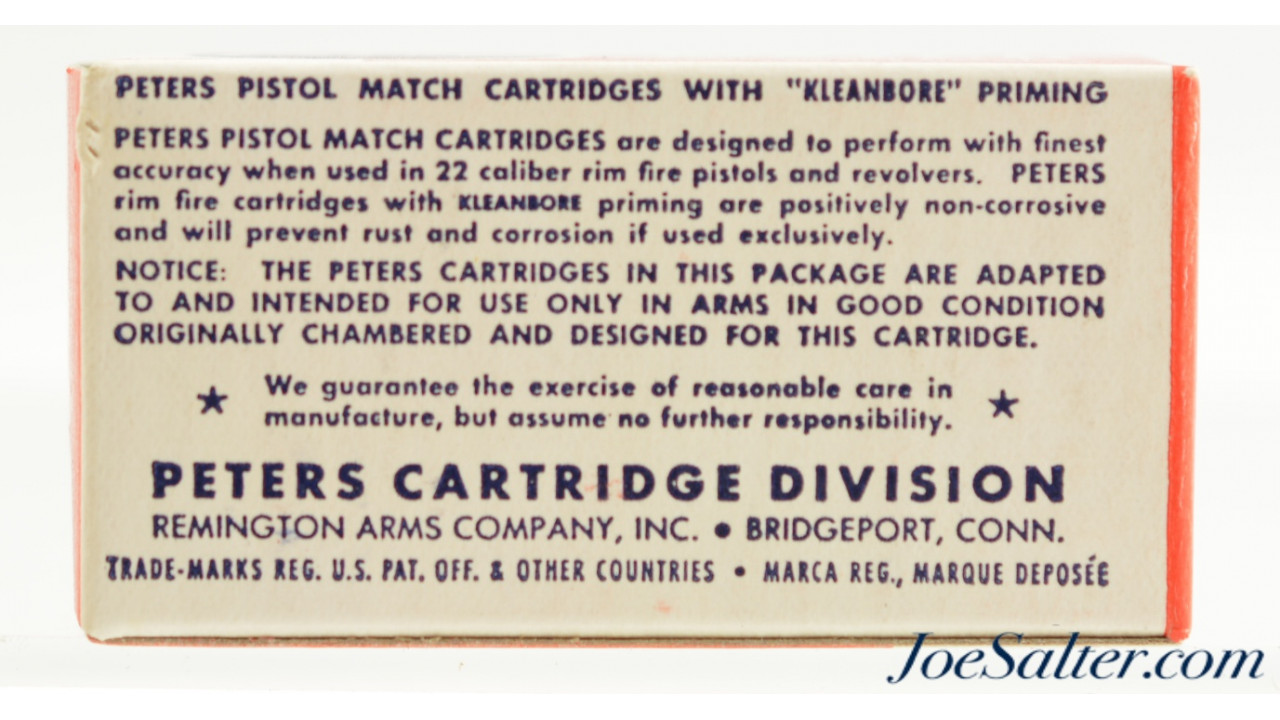 PETERS PISTOL MATCH CARTRIDGES WITH "KLEANBORE" PRIMING
PETERS PISTOL MATCH CARTRIDGES are designed to perform with finest
accuracy when used in 22 caliber rim fire pistols and revolvers. PETERS
rim fire cartridges with KLEANBORE priming are positively non-corrosive
and will prevent rust and corrosion if used exclusively.
NOTICE: THE PETERS CARTRIDGES IN THIS PACKAGE ARE ADAPTED
TO AND INTENDED FOR USE ONLY IN ARMS IN GOOD CONDITION
ORIGINALLY CHAMBERED AND DESIGNED FOR THIS CARTRIDGE.
★ We guarantee the exercise of reasonable care in ★
manufacture, but assume no further responsibility.
PETERS CARTRIDGE DIVISION
REMINGTON ARMS COMPANY, INC. • BRIDGEPORT, CONN.
TRADE-MARKS REG. U.S. PAT. OFF. & OTHER COUNTRIES • MARCA REG., MARQUE DEPOSÉE
JoeSalter.com